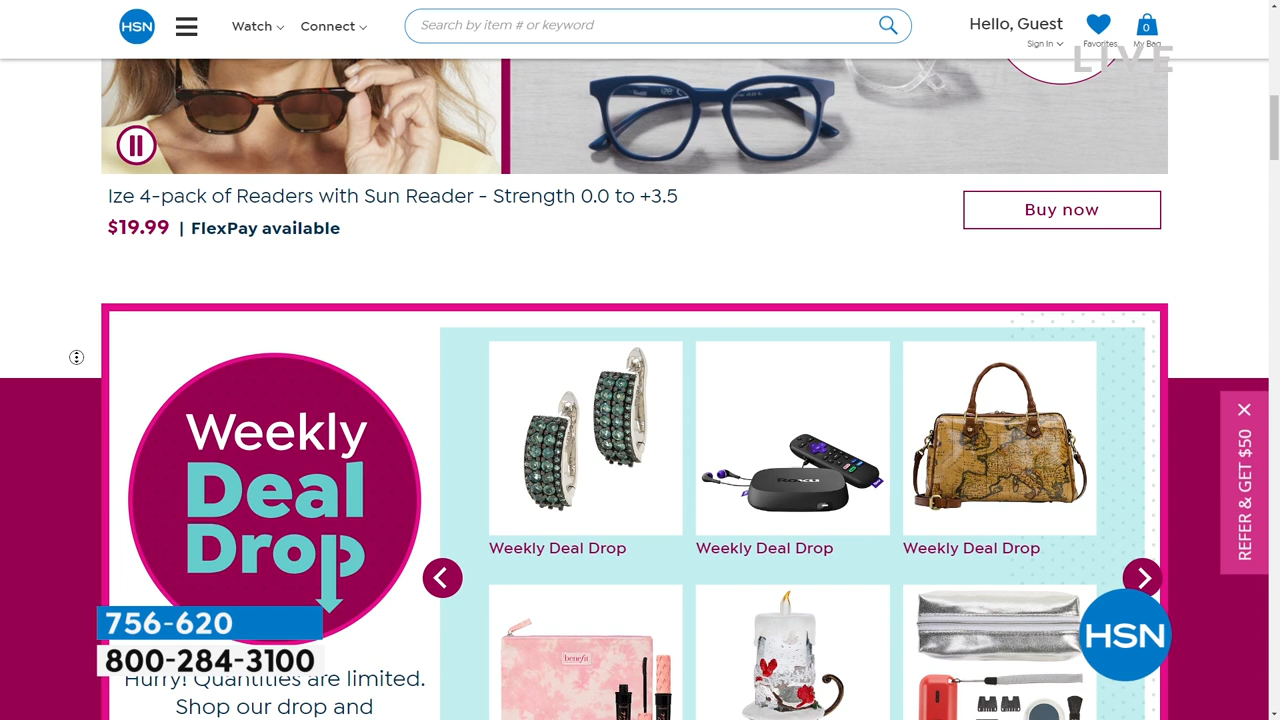 HSN
Watch
Connect
Search by item # or keyword
Hello, Guest
Sign In
Favorites
0
My Bag
LIVE
Ize 4-pack of Readers with Sun Reader - Strength 0.0 to +3.5
$19.99 | FlexPay available
Buy now
Weekly
Deal
Drop
ROKU
Weekly Deal Drop
Weekly Deal Drop
Weekly Deal Drop
REFER & GET $50
benefit
HSN
756-620
800-284-3100
Hurry! Quantities are limited.
Shop our drop and